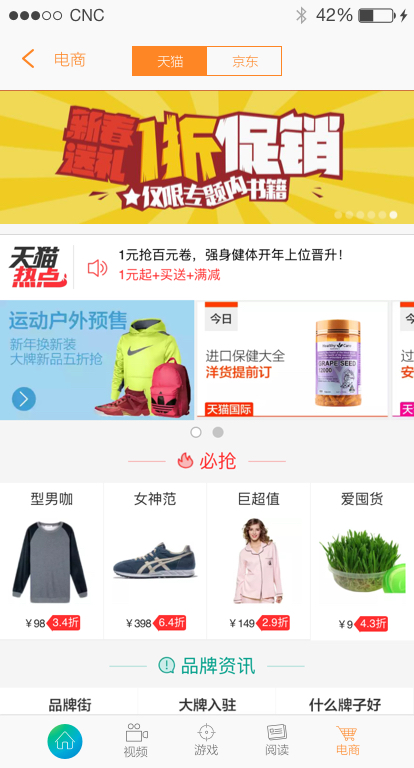 CNC 42%
电商 天猫 京东
新春送礼 1折促销
仅限专题内书籍
天猫热点
1元抢百元卷，强身健体开年上位晋升！
1元起+买送+满减
运动户外预售
新年换新装
大牌新品五折抢
今日
进口保健大全
洋货提前订
天猫国际
Healthy Care
GRAPE SEED
12000
必抢
型男咖 女神范 巨超值 爱囤货
￥98 3.4折 ￥398 6.4折 ￥149 2.9折 ￥9 4.3折
品牌资讯
品牌街 大牌入驻 什么牌子好
视频 游戏 阅读 电商